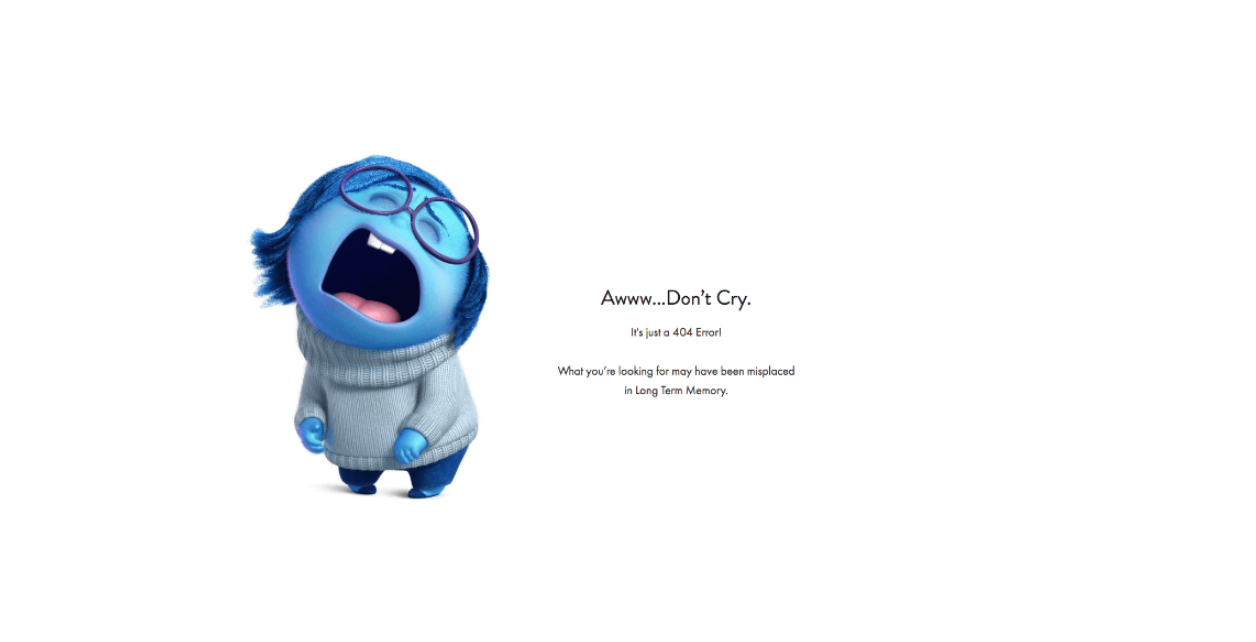 Awww...Don't Cry.
It's just a 404 Error!
What you're looking for may have been misplaced
in Long Term Memory.